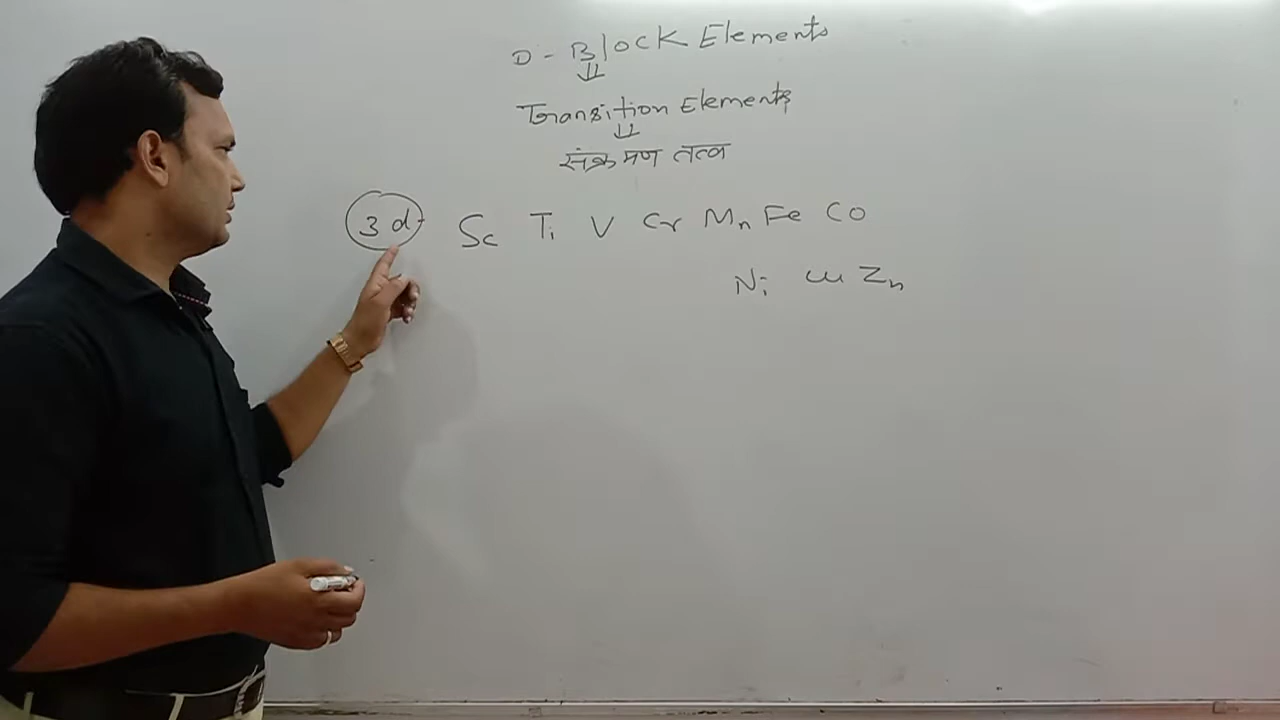 D - Block Elements
Transition Elements
संक्रमण तत्व
3d- Sc Ti V Cr Mn Fe Co
Ni Cu Zn